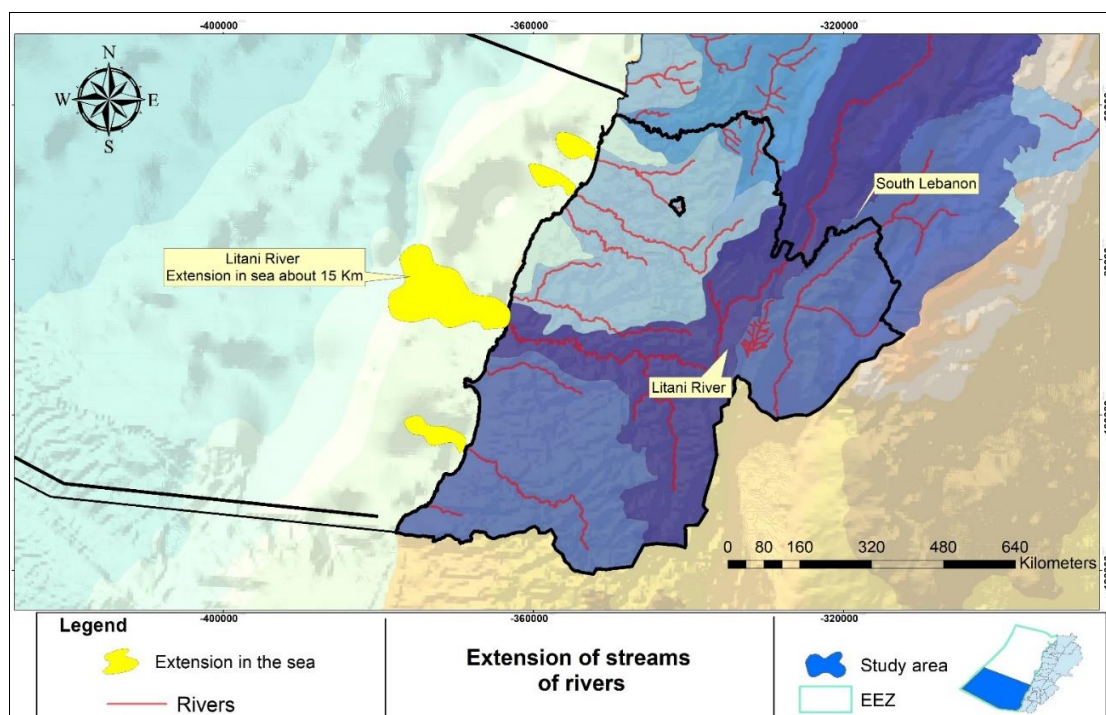 -400000
-360000
-320000
N
W E
S
South Lebanon
Litani River
Extension in sea about 15 Km
Litani River
0 80 160 320 480 640
Kilometers
-400000
-360000
-320000
Legend
Extension in the sea
Rivers
Extension of streams
of rivers
Study area
EEZ